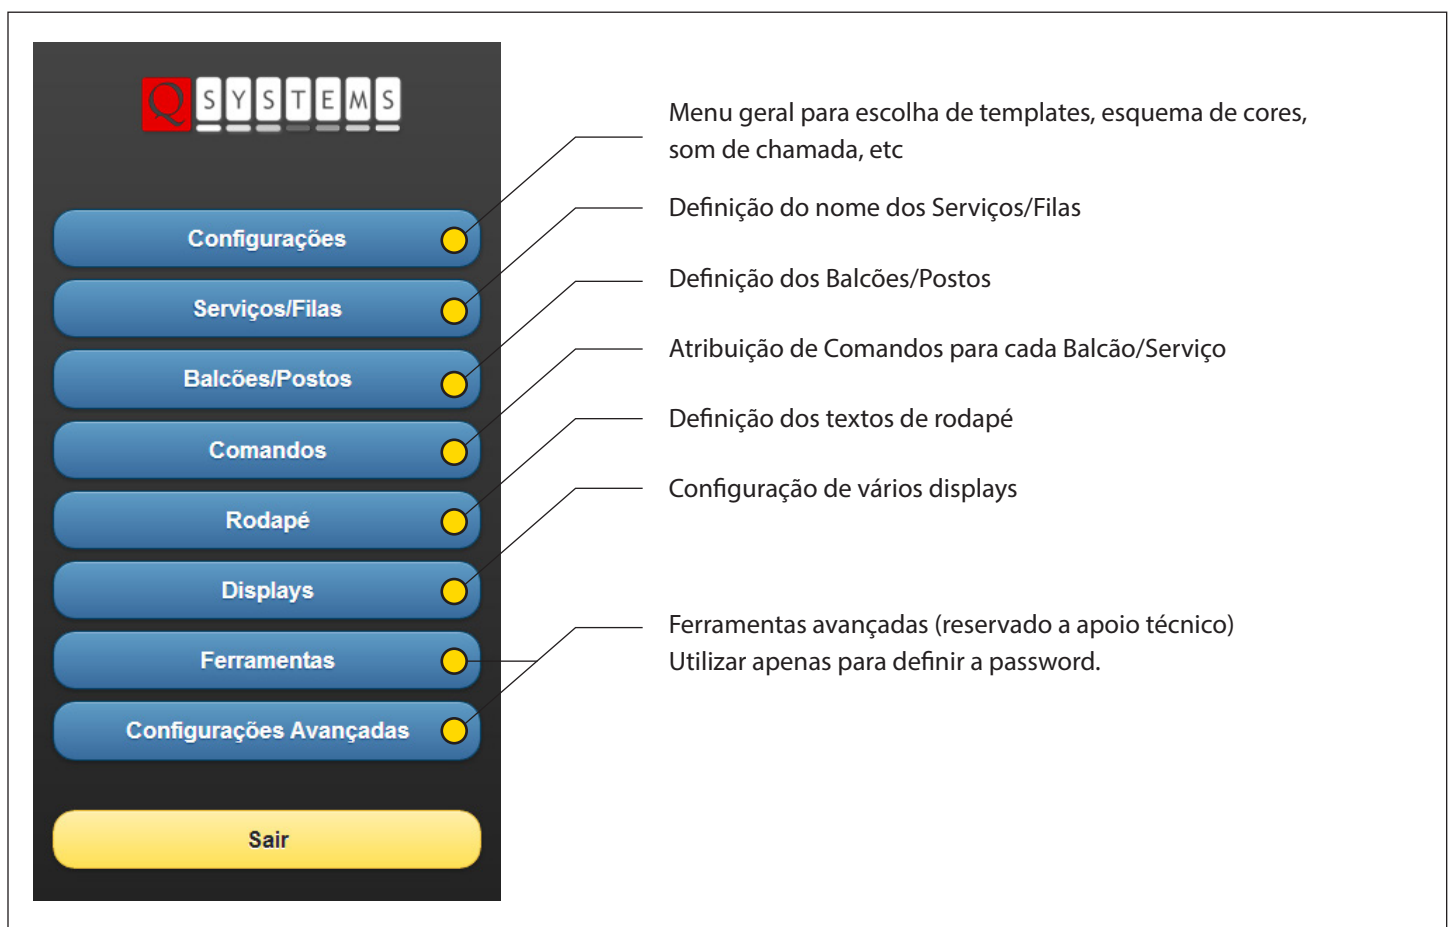 QSYSTEMS
Menu geral para escolha de templates, esquema de cores,
som de chamada, etc
Configurações
Definição do nome dos Serviços/Filas
Serviços/Filas
Definição dos Balcões/Postos
Balcões/Postos
Atribuição de Comandos para cada Balcão/Serviço
Comandos
Definição dos textos de rodapé
Rodapé
Configuração de vários displays
Displays
Ferramentas avançadas (reservado a apoio técnico)
Utilizar apenas para definir a password.
Ferramentas
Configurações Avançadas
Sair